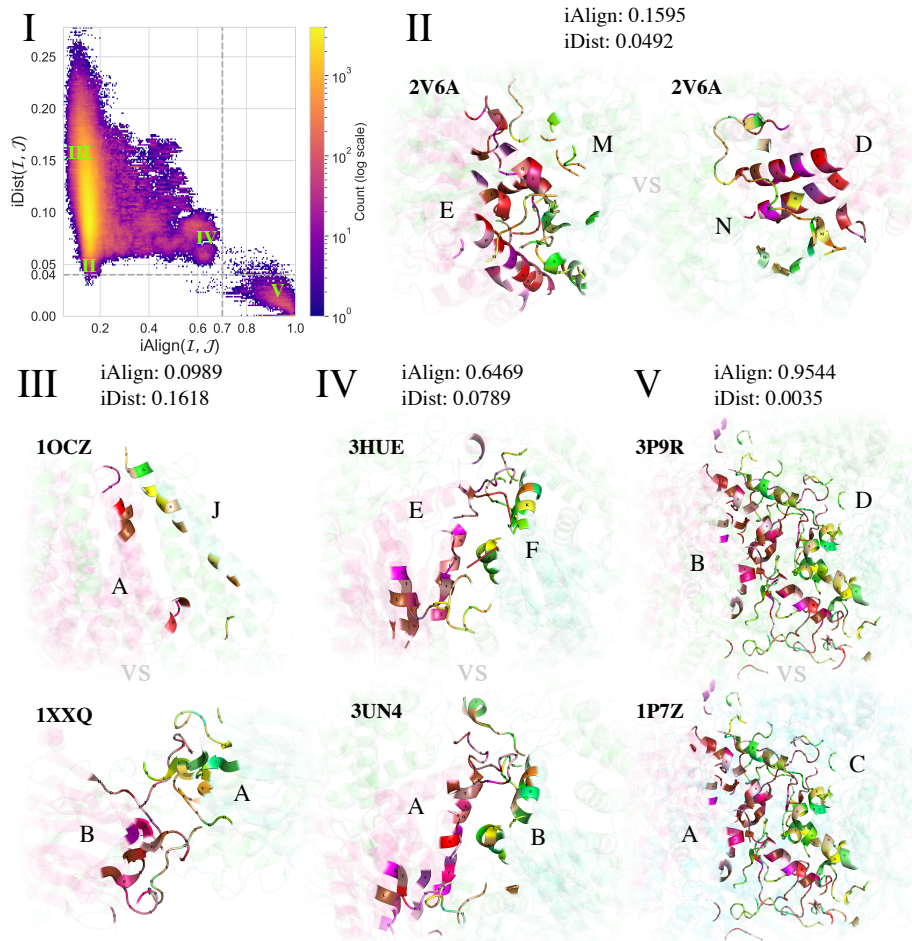 I
iDist(𝓘, 𝓙)
0.25
0.20
0.15
0.10
0.05
0.04
0.00
III
II
IV
V
0.2 0.4 0.6 0.7 0.8 1.0
iAlign(𝓘, 𝓙)
10³
10²
10¹
10⁰
Count (log scale)
II
iAlign: 0.1595
iDist: 0.0492
2V6A
M
E
VS
2V6A
D
N
III
iAlign: 0.0989
iDist: 0.1618
1OCZ
J
A
VS
1XXQ
A
B
IV
iAlign: 0.6469
iDist: 0.0789
3HUE
E
F
VS
3UN4
A
B
V
iAlign: 0.9544
iDist: 0.0035
3P9R
D
B
VS
1P7Z
C
A